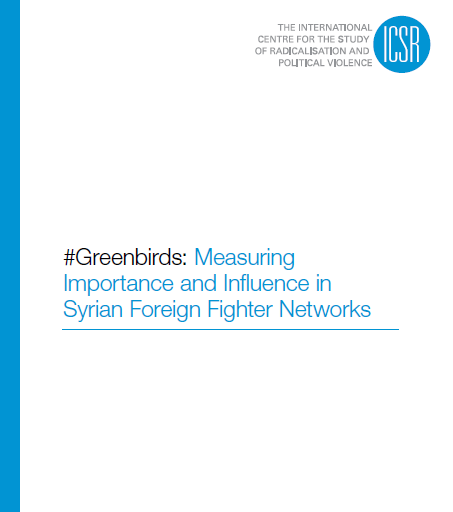 THE INTERNATIONAL
CENTRE FOR THE STUDY
OF RADICALISATION AND
POLITICAL VIOLENCE
ICSR
#Greenbirds: Measuring
Importance and Influence in
Syrian Foreign Fighter Networks